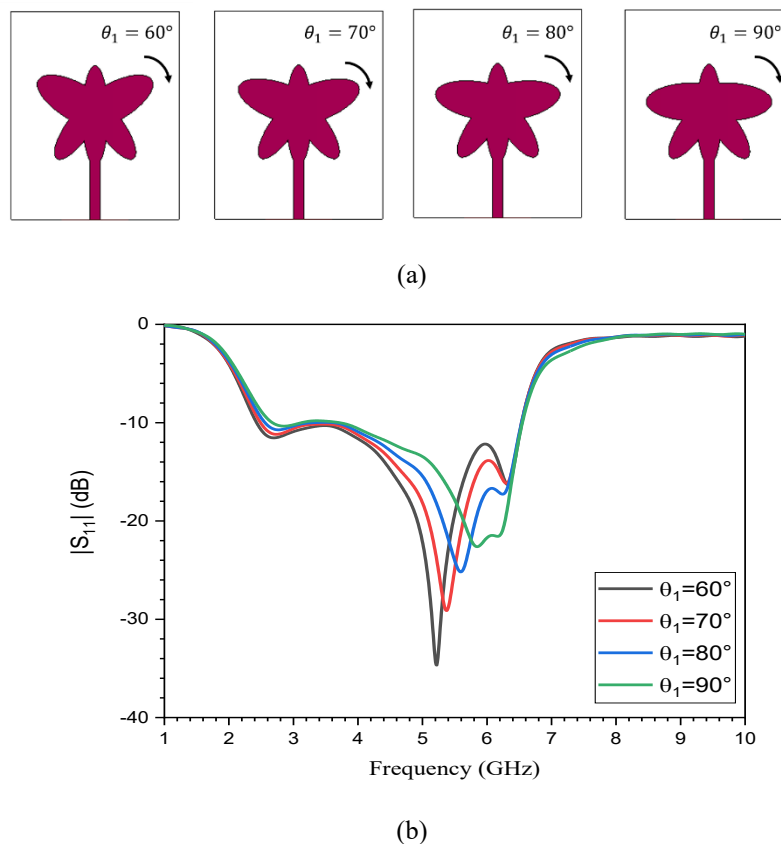 θ₁ = 60° θ₁ = 70° θ₁ = 80° θ₁ = 90°
(a)
0
-10
-20
-30
-40
|S₁₁| (dB)
θ₁=60°
θ₁=70°
θ₁=80°
θ₁=90°
1 2 3 4 5 6 7 8 9 10
Frequency (GHz)
(b)